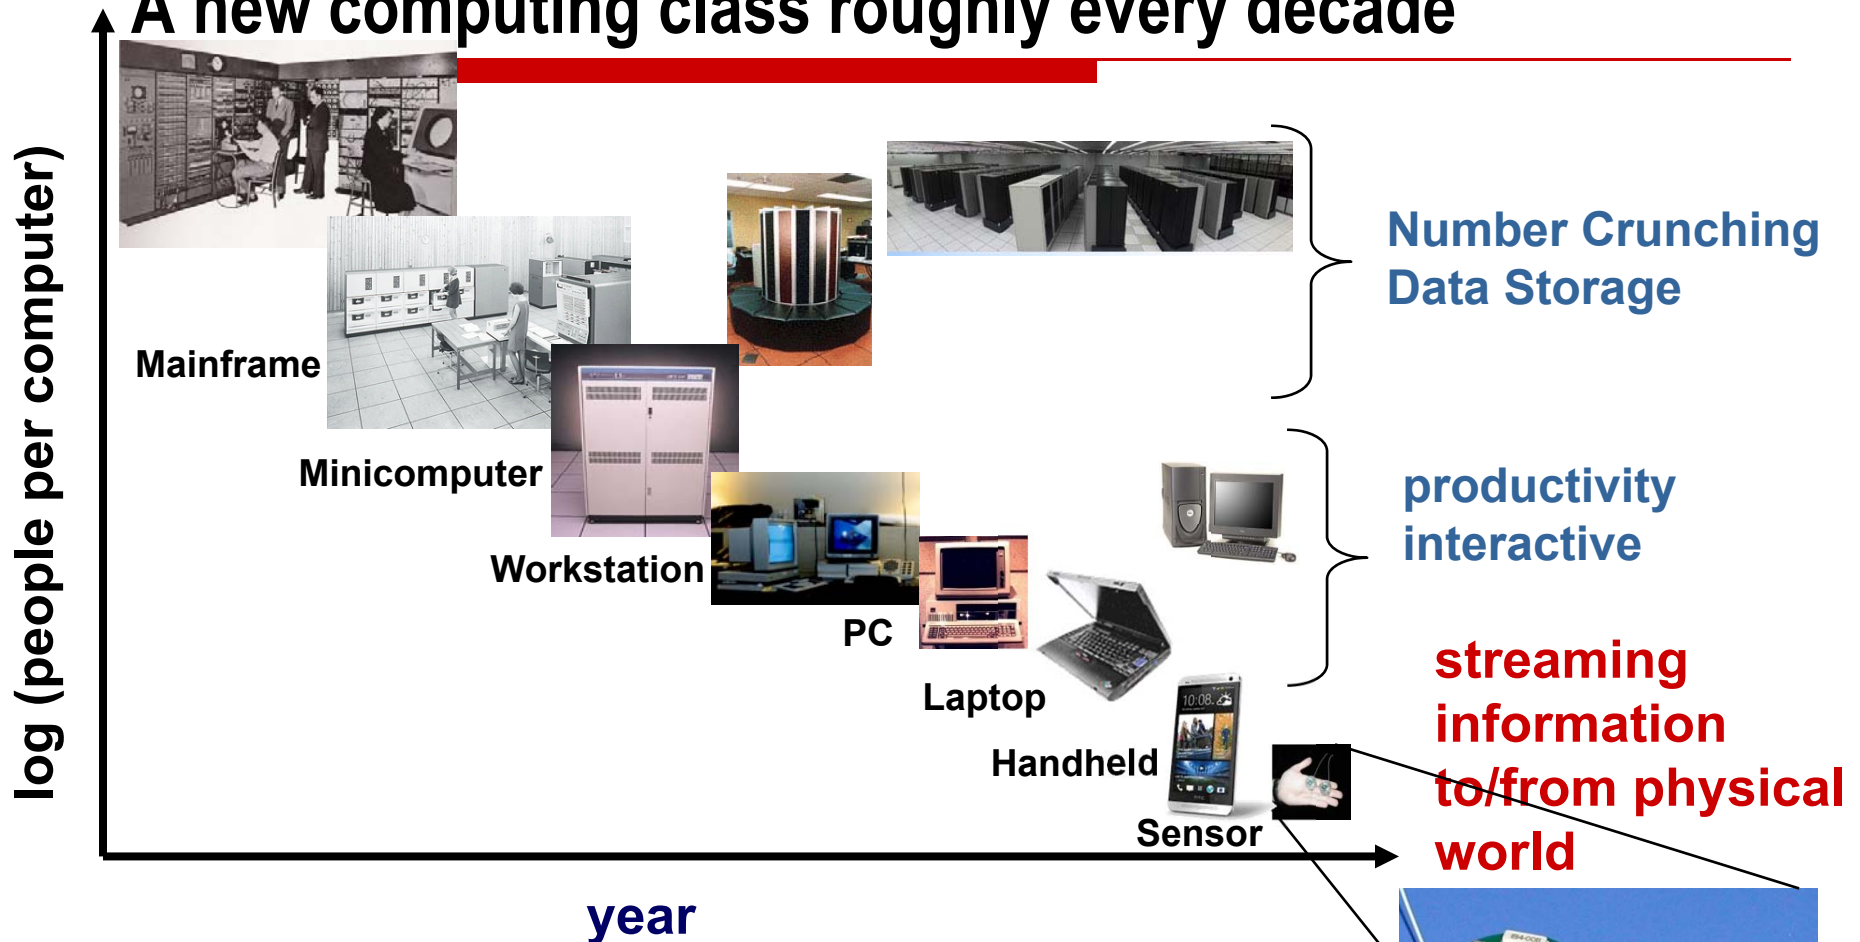 A new computing class roughly every decade
log (people per computer)
Number Crunching
Data Storage
Mainframe
Minicomputer
productivity
interactive
Workstation
PC
streaming
information
to/from physical
world
Laptop
10:08
Handheld
Sensor
year